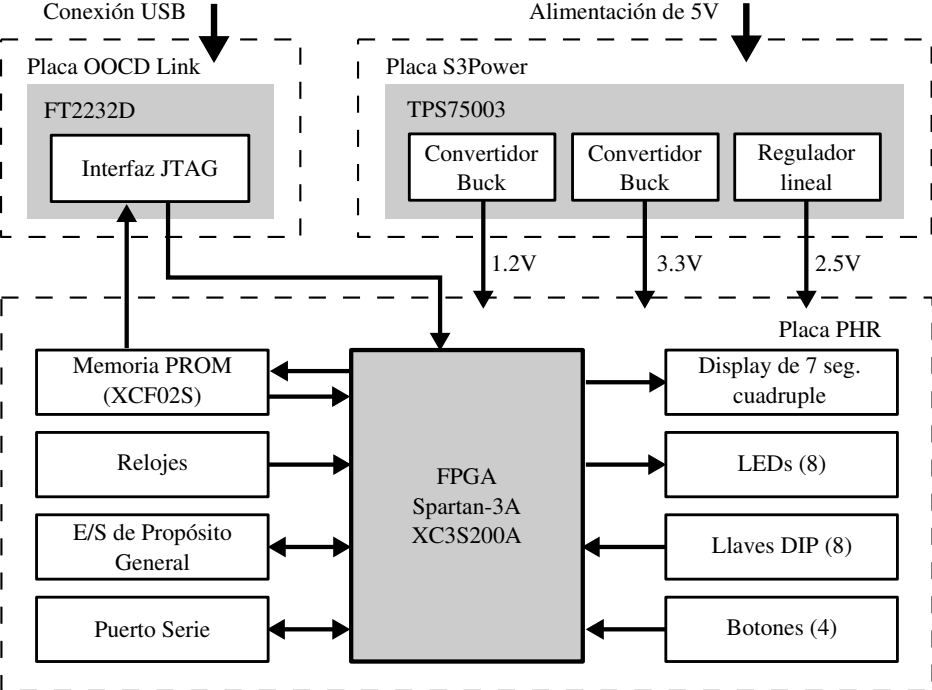 Conexión USB
Alimentación de 5V
Placa OOCD Link
FT2232D
Interfaz JTAG
Placa S3Power
TPS75003
Convertidor
Buck
Convertidor
Buck
Regulador
lineal
1.2V
3.3V
2.5V
Placa PHR
Memoria PROM
(XCF02S)
Relojes
E/S de Propósito
General
Puerto Serie
FPGA
Spartan-3A
XC3S200A
Display de 7 seg.
cuadruple
LEDs (8)
Llaves DIP (8)
Botones (4)